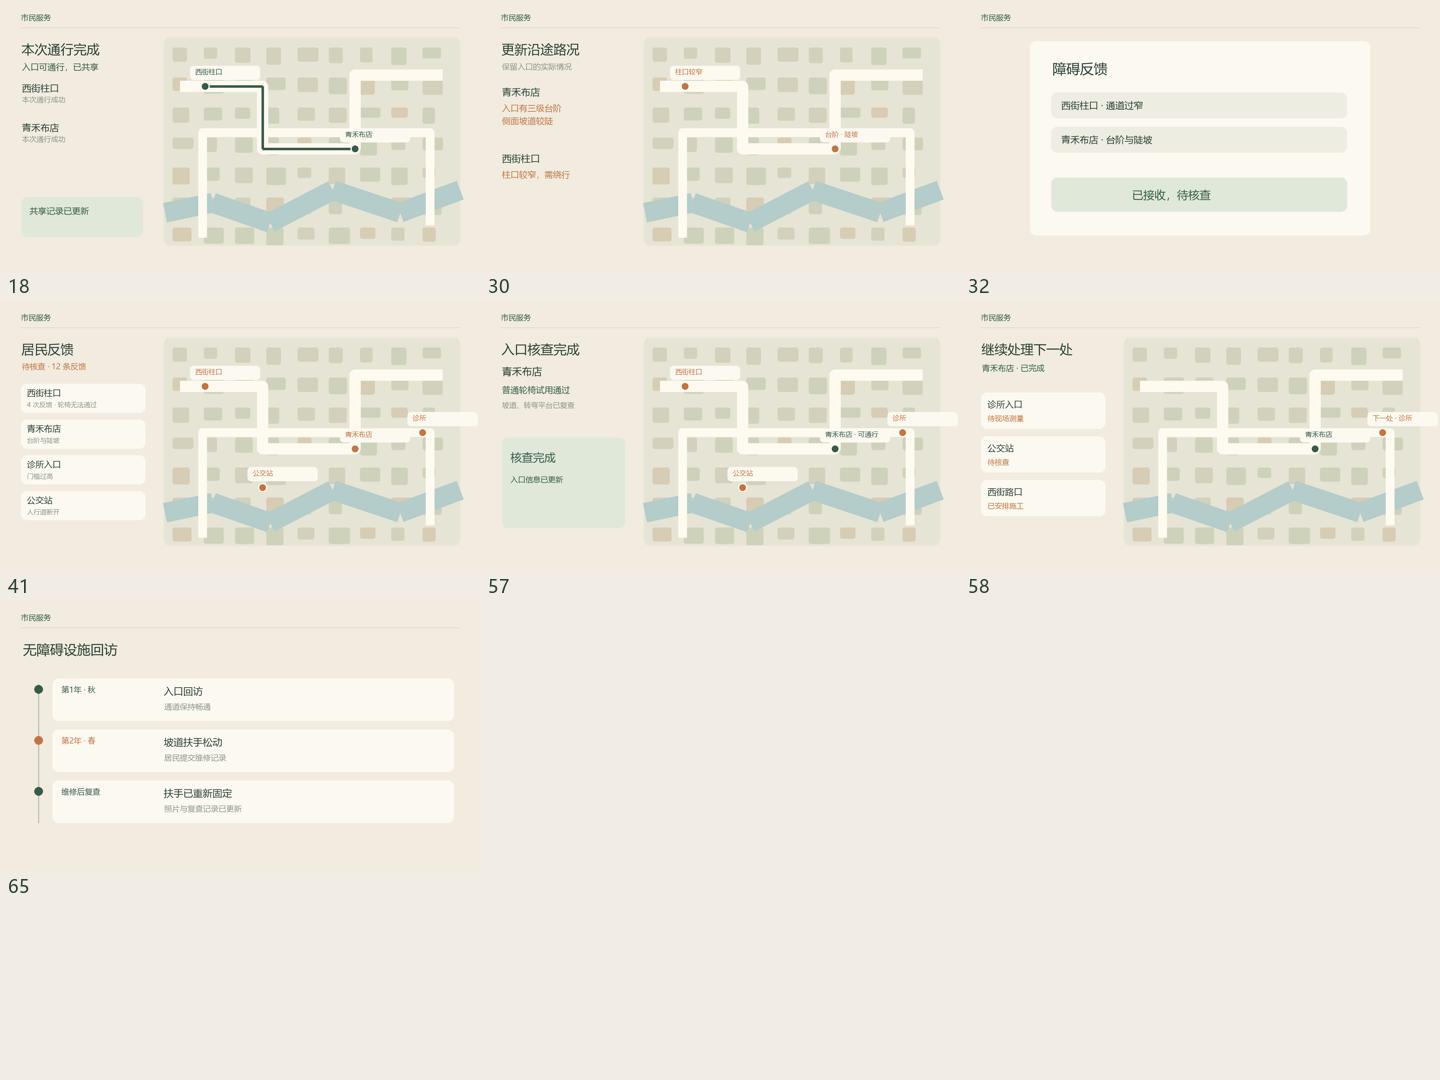 市民服务
本次通行完成
入口可通行，已共享
西街柱口
本次通行成功
青禾布店
本次通行成功
共享记录已更新
西街柱口
青禾布店
18
市民服务
更新沿途路况
保留入口的实际情况
青禾布店
入口有三级台阶
侧面坡道较陡
西街柱口
柱口较窄，需绕行
柱口较窄
台阶 · 陡坡
30
市民服务
障碍反馈
西街柱口 · 通道过窄
青禾布店 · 台阶与陡坡
已接收，待核查
32
市民服务
居民反馈
待核查 · 12 条反馈
西街柱口
4 次反馈 · 轮椅无法通过
青禾布店
台阶与陡坡
诊所入口
门槛过高
公交站
人行道断开
西街柱口
诊所
青禾布店
公交站
41
市民服务
入口核查完成
青禾布店
普通轮椅试用通过
坡道、转弯平台已复查
核查完成
入口信息已更新
西街柱口
诊所
青禾布店 · 可通行
公交站
57
市民服务
继续处理下一处
青禾布店 · 已完成
诊所入口
待现场测量
公交站
待核查
西街路口
已安排施工
下一处 · 诊所
青禾布店
58
市民服务
无障碍设施回访
第1年 · 秋
入口回访
通道保持畅通
第2年 · 春
坡道扶手松动
居民提交维修记录
维修后复查
扶手已重新固定
照片与复查记录已更新
65